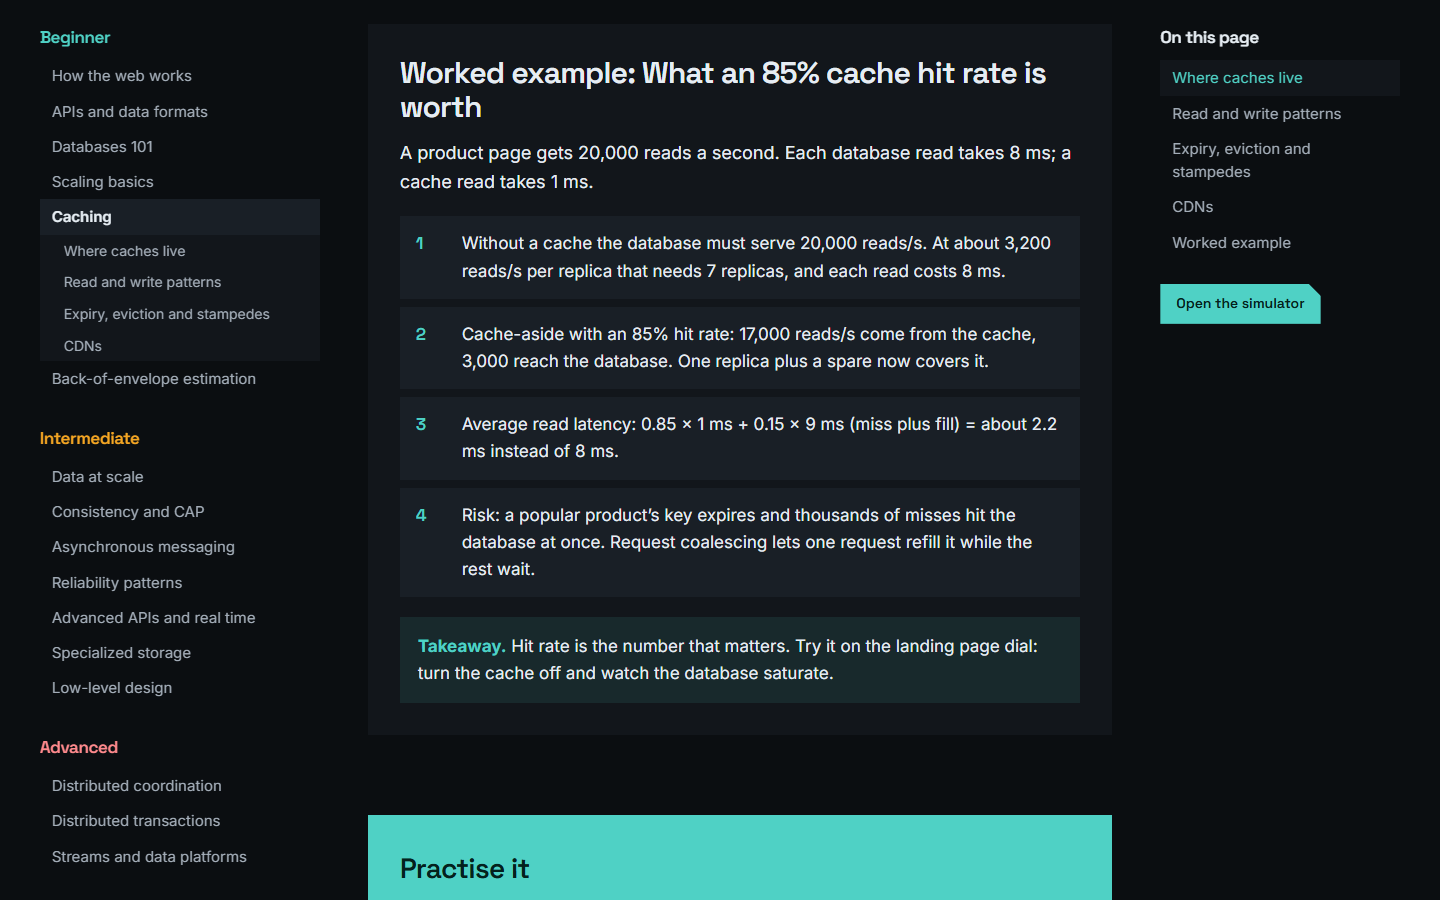 Beginner
How the web works
APIs and data formats
Databases 101
Scaling basics
Caching
Where caches live
Read and write patterns
Expiry, eviction and stampedes
CDNs
Back-of-envelope estimation
Intermediate
Data at scale
Consistency and CAP
Asynchronous messaging
Reliability patterns
Advanced APIs and real time
Specialized storage
Low-level design
Advanced
Distributed coordination
Distributed transactions
Streams and data platforms
Worked example: What an 85% cache hit rate is
worth
A product page gets 20,000 reads a second. Each database read takes 8 ms; a
cache read takes 1 ms.
1 Without a cache the database must serve 20,000 reads/s. At about 3,200
reads/s per replica that needs 7 replicas, and each read costs 8 ms.
2 Cache-aside with an 85% hit rate: 17,000 reads/s come from the cache,
3,000 reach the database. One replica plus a spare now covers it.
3 Average read latency: 0.85 × 1 ms + 0.15 × 9 ms (miss plus fill) = about 2.2
ms instead of 8 ms.
4 Risk: a popular product’s key expires and thousands of misses hit the
database at once. Request coalescing lets one request refill it while the
rest wait.
Takeaway. Hit rate is the number that matters. Try it on the landing page dial:
turn the cache off and watch the database saturate.
Practise it
On this page
Where caches live
Read and write patterns
Expiry, eviction and
stampedes
CDNs
Worked example
Open the simulator